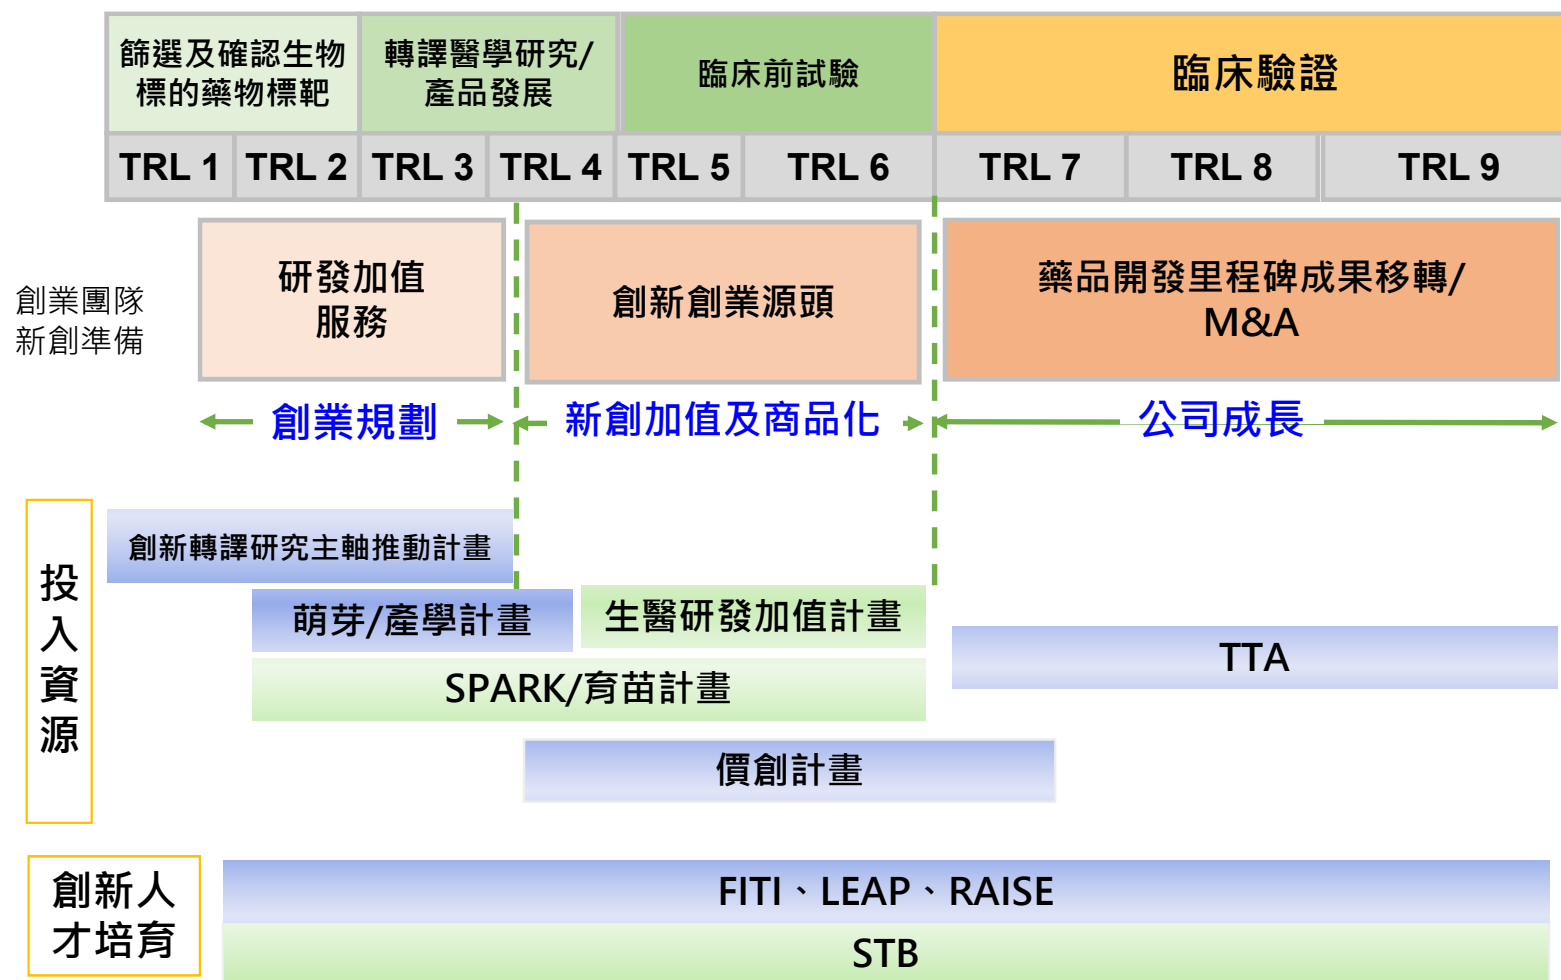 篩選及確認生物
標的藥物標靶
轉譯醫學研究/
產品發展
臨床前試驗
臨床驗證
TRL 1
TRL 2
TRL 3
TRL 4
TRL 5
TRL 6
TRL 7
TRL 8
TRL 9
創業團隊
新創準備
研發加值
服務
創新創業源頭
藥品開發里程碑成果移轉/
M&A
創業規劃
新創加值及商品化
公司成長
投
入
資
源
創新轉譯研究主軸推動計畫
萌芽/產學計畫
生醫研發加值計畫
TTA
SPARK/育苗計畫
價創計畫
創新人
才培育
FITI、LEAP、RAISE
STB